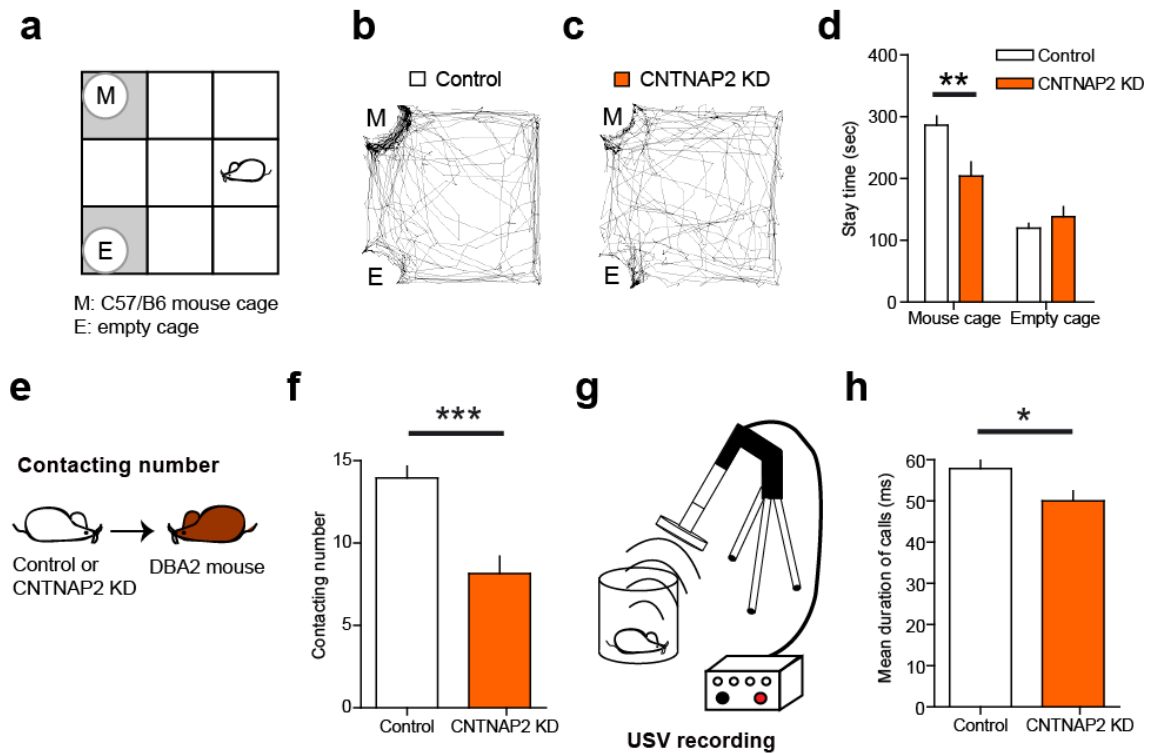 a
M
E
M: C57/B6 mouse cage
E: empty cage
b
Control
M
E
c
CNTNAP2 KD
M
E
d
Control
CNTNAP2 KD
**
400
300
200
100
0
Stay time (sec)
Mouse cage
Empty cage
e
Contacting number
Control or
CNTNAP2 KD
DBA2 mouse
f
***
15
10
5
0
Contacting number
Control
CNTNAP2 KD
g
USV recording
h
*
60
50
60
30
20
10
0
Mean duration of calls (ms)
Control
CNTNAP2 KD